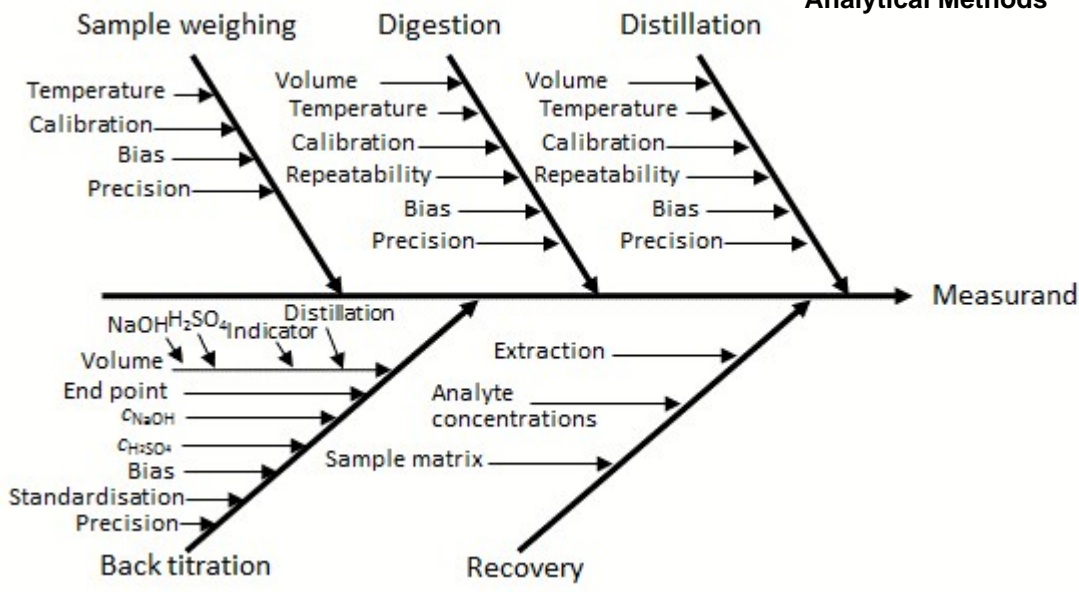 Analytical Methods
Sample weighing
Digestion
Distillation
Temperature
Calibration
Bias
Precision
Volume
Temperature
Calibration
Repeatability
Bias
Precision
Volume
Temperature
Calibration
Repeatability
Bias
Precision
Measurand
NaOH
H₂SO₄
Indicator
Distillation
Volume
End point
cNaOH
cH₂SO₄
Bias
Standardisation
Precision
Back titration
Extraction
Analyte
concentrations
Sample matrix
Recovery